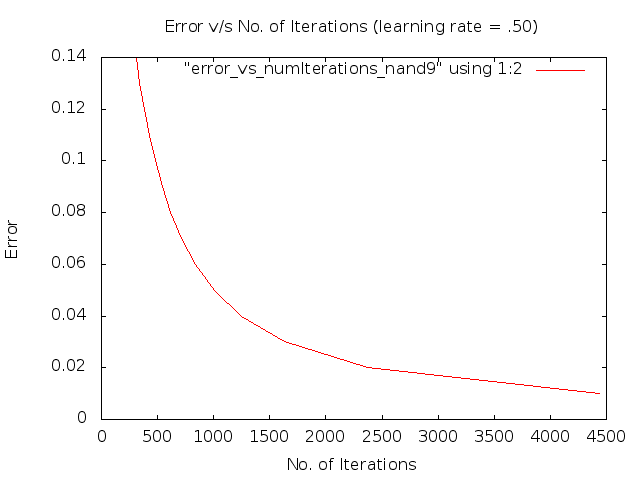 Error v/s No. of Iterations (learning rate = .50)
"error_vs_numIterations_nand9" using 1:2
0.14
0.12
0.1
0.08
0.06
0.04
0.02
0
Error
0 500 1000 1500 2000 2500 3000 3500 4000 4500
No. of Iterations